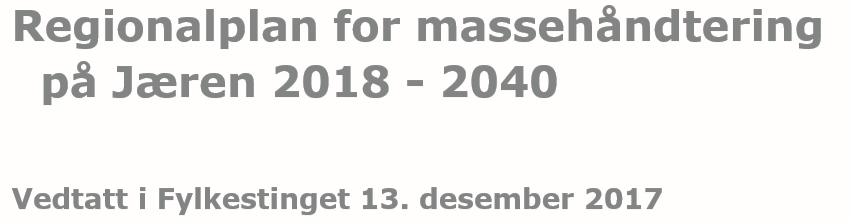 Regionalplan for massehåndtering
på Jæren 2018 - 2040
Vedtatt i Fylkestinget 13. desember 2017